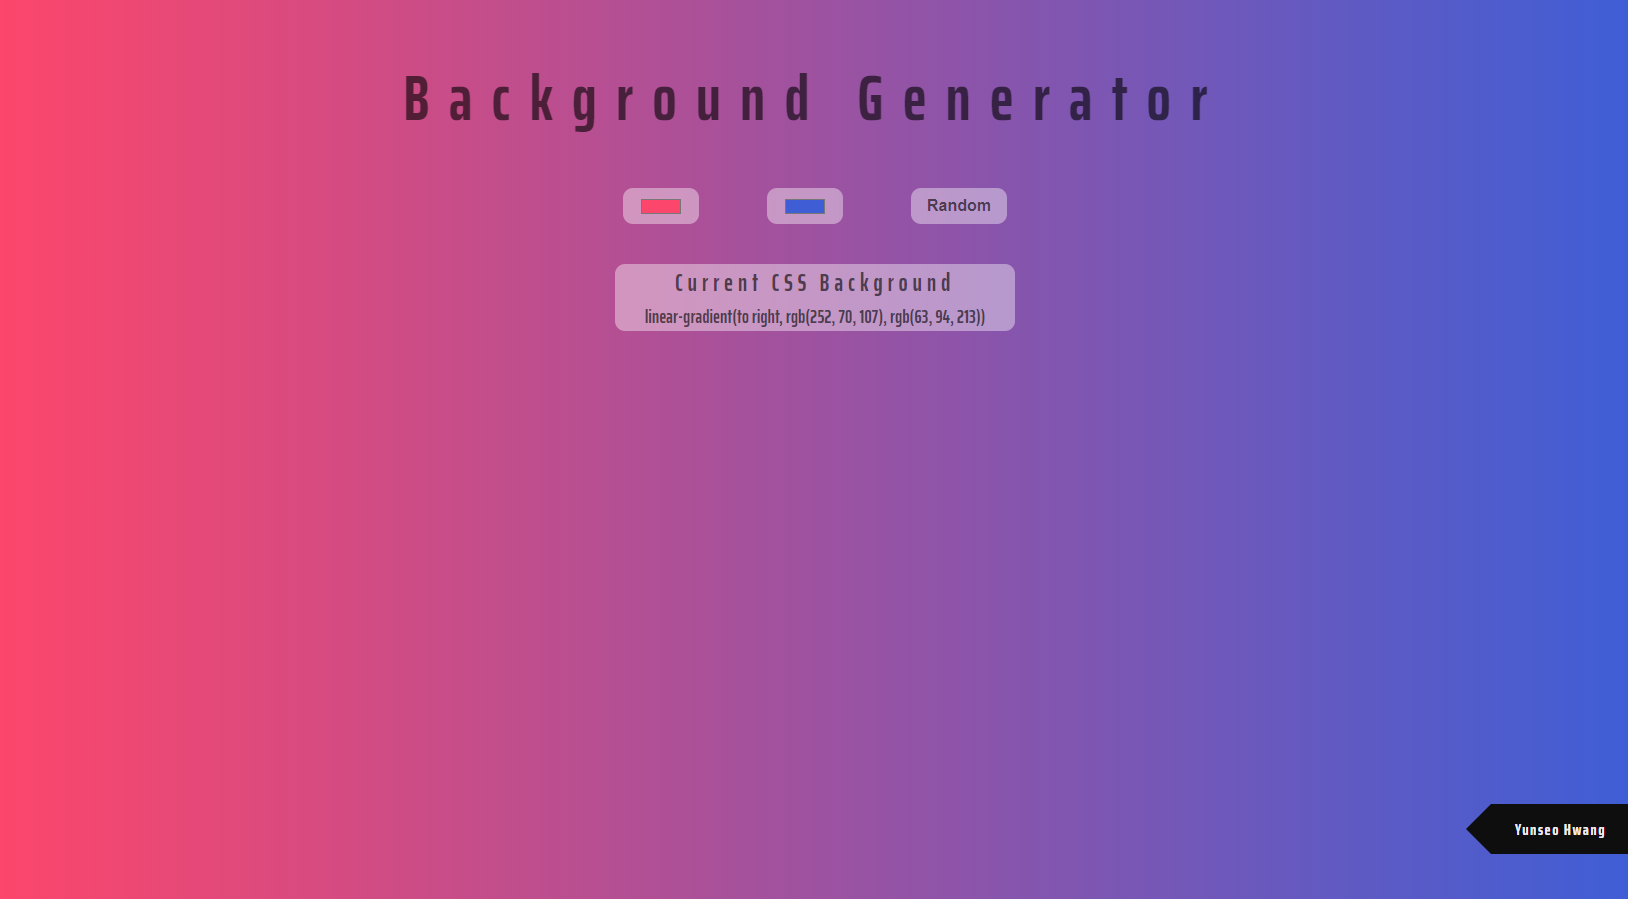 Background Generator
Random
Current CSS Background
linear-gradient(to right, rgb(252, 70, 107), rgb(63, 94, 213))
Yunseo Hwang